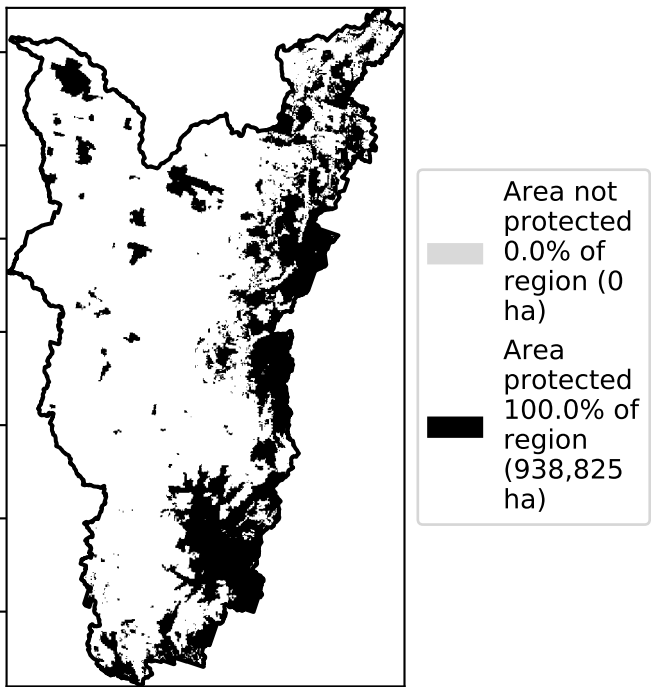 Area not
protected
0.0% of
region (0
ha)
Area
protected
100.0% of
region
(938,825
ha)